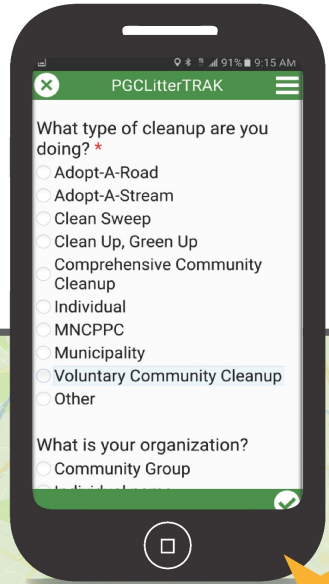 91% 9:15 AM
PGCLitterTRAK
What type of cleanup are you
doing? *
Adopt-A-Road
Adopt-A-Stream
Clean Sweep
Clean Up, Green Up
Comprehensive Community
Cleanup
Individual
MNCPPC
Municipality
Voluntary Community Cleanup
Other
What is your organization?
Community Group